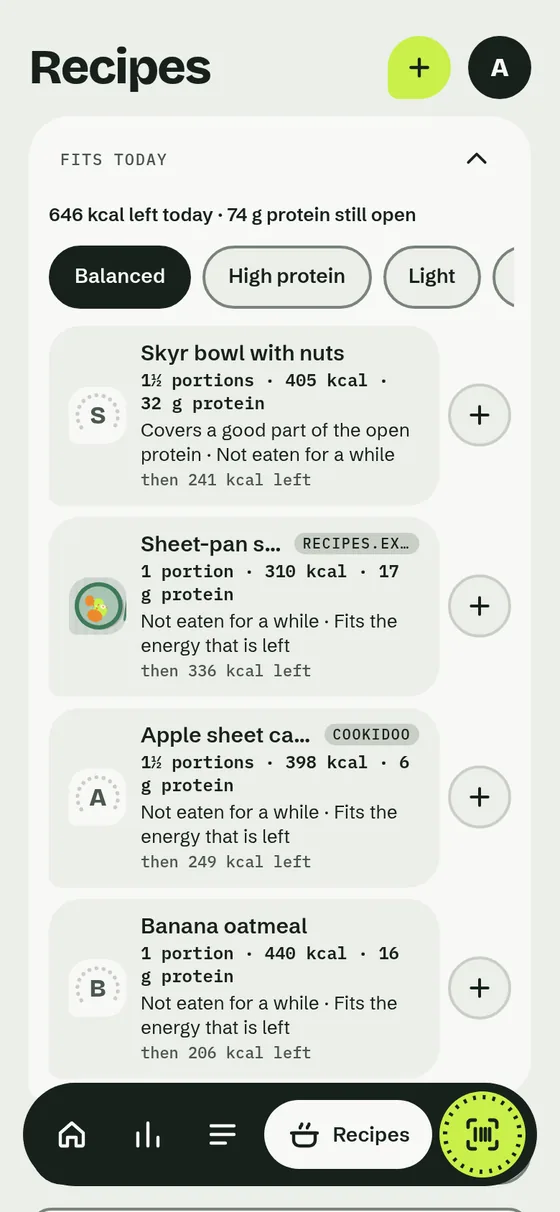 Recipes
A
FITS TODAY
646 kcal left today · 74 g protein still open
Balanced
High protein
Light
S
Skyr bowl with nuts
1½ portions · 405 kcal ·
32 g protein
Covers a good part of the open
protein · Not eaten for a while
then 241 kcal left
Sheet-pan s… RECIPES.EX…
1 portion · 310 kcal · 17
g protein
Not eaten for a while · Fits the
energy that is left
then 336 kcal left
A
Apple sheet ca… COOKIDOO
1½ portions · 398 kcal · 6
g protein
Not eaten for a while · Fits the
energy that is left
then 249 kcal left
B
Banana oatmeal
1 portion · 440 kcal · 16
g protein
Not eaten for a while · Fits the
energy that is left
then 206 kcal left
Recipes